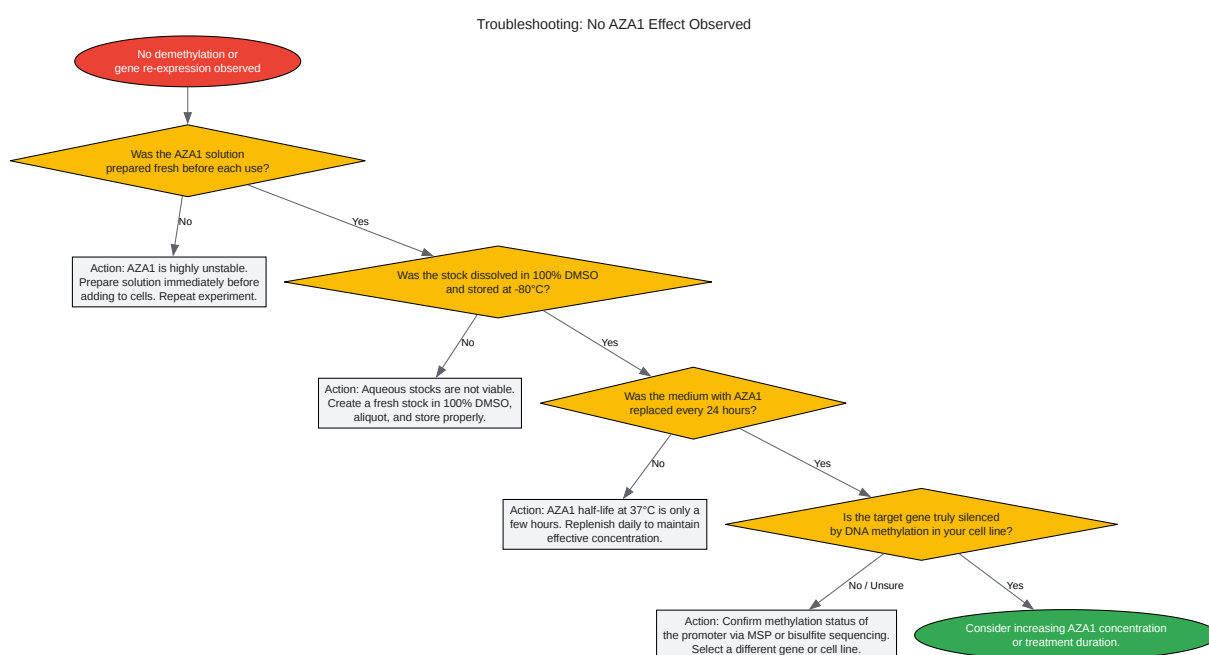 Troubleshooting: No AZA1 Effect Observed
No demethylation or
gene re-expression observed
Was the AZA1 solution
prepared fresh before each use?
No
Yes
Action: AZA1 is highly unstable.
Prepare solution immediately before
adding to cells. Repeat experiment.
Was the stock dissolved in 100% DMSO
and stored at -80°C?
No
Yes
Action: Aqueous stocks are not viable.
Create a fresh stock in 100% DMSO,
aliquot, and store properly.
Was the medium with AZA1
replaced every 24 hours?
No
Yes
Action: AZA1 half-life at 37°C is only a
few hours. Replenish daily to maintain
effective concentration.
Is the target gene truly silenced
by DNA methylation in your cell line?
No / Unsure
Yes
Action: Confirm methylation status of
the promoter via MSP or bisulfite sequencing.
Select a different gene or cell line.
Consider increasing AZA1 concentration
or treatment duration.